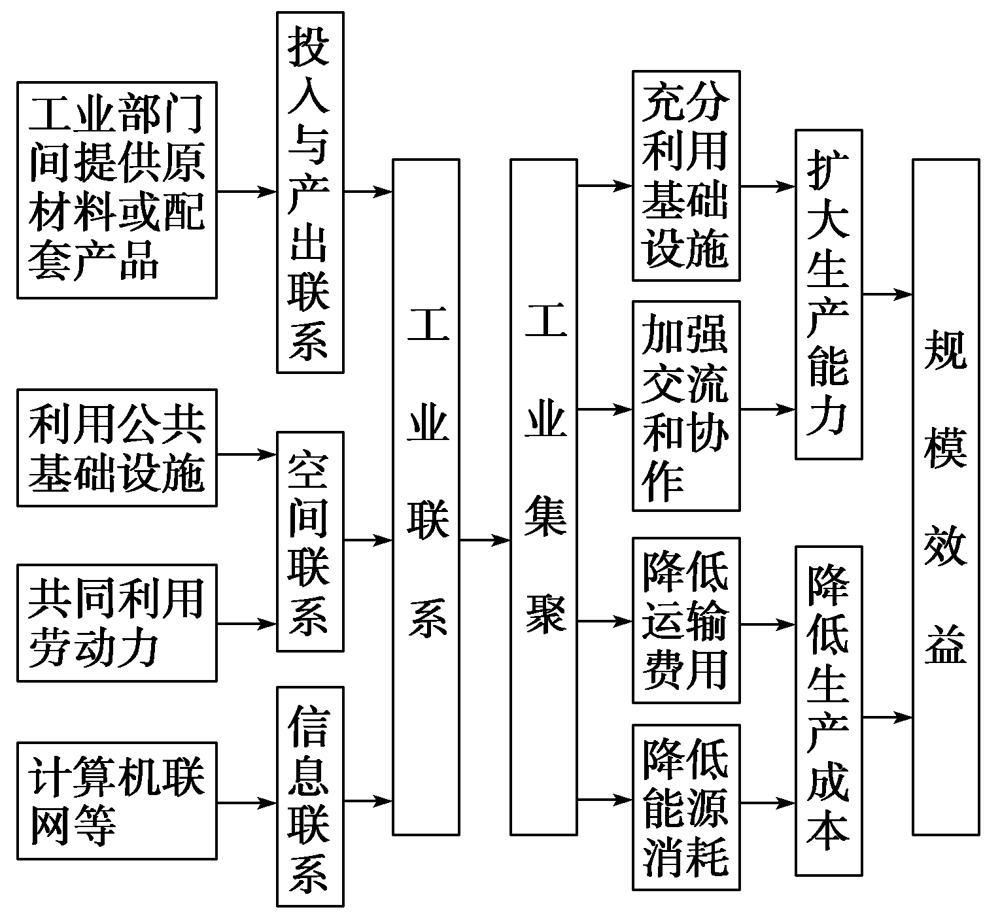 工业部门
间提供原
材料或配
套产品
利用公共
基础设施
共同利用
劳动力
计算机联
网等
投入与产出联系
空间联系
信息联系
工业联系
工业集聚
充分
利用
基础
设施
加强
交流
和协
作
降低
运输
费用
降低
能源
消耗
扩大生产能力
降低生产成本
规模效益